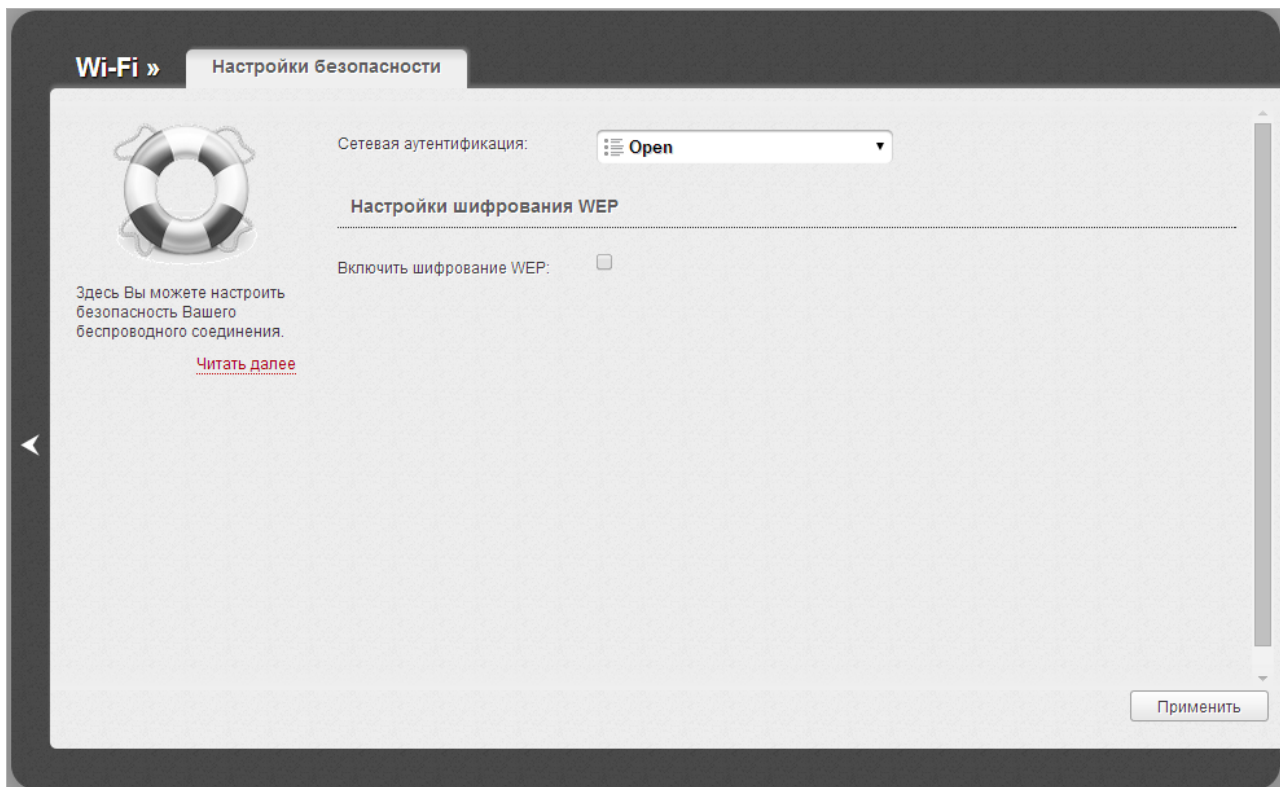 Wi-Fi »
Настройки безопасности
Сетевая аутентификация:
Open
Настройки шифрования WEP
Включить шифрование WEP:
Здесь Вы можете настроить
безопасность Вашего
беспроводного соединения.
Читать далее
Применить